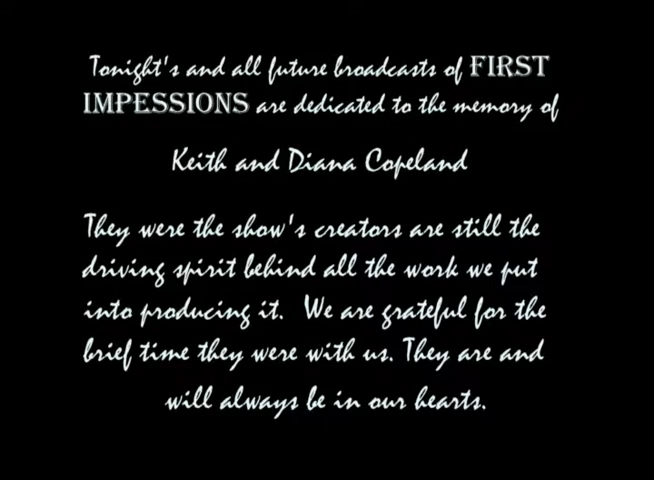 Tonight's and all future broadcasts of FIRST
IMPESSIONS are dedicated to the memory of
Keith and Diana Copeland
They were the show's creators are still the
driving spirit behind all the work we put
into producing it. We are grateful for the
brief time they were with us. They are and
will always be in our hearts.